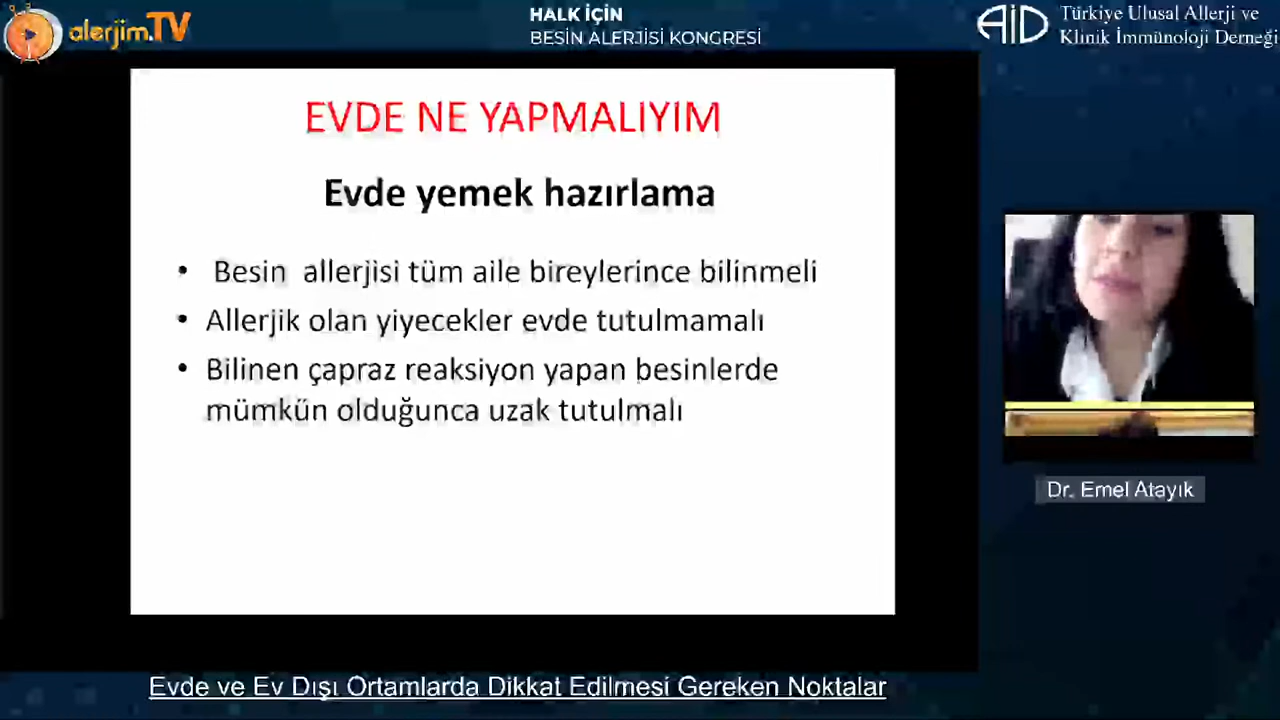 alerjim.TV
HALK İÇİN
BESİN ALERJİSİ KONGRESİ
AİD
Türkiye Ulusal Allerji ve
Klinik İmmünoloji Derneği
EVDE NE YAPMALIYIM
Evde yemek hazırlama
• Besin allerjisi tüm aile bireylerince bilinmeli
• Allerjik olan yiyecekler evde tutulmamalı
• Bilinen çapraz reaksiyon yapan besinlerde
mümkün olduğunca uzak tutulmalı
Dr. Emel Atayık
Evde ve Ev Dışı Ortamlarda Dikkat Edilmesi Gereken Noktalar